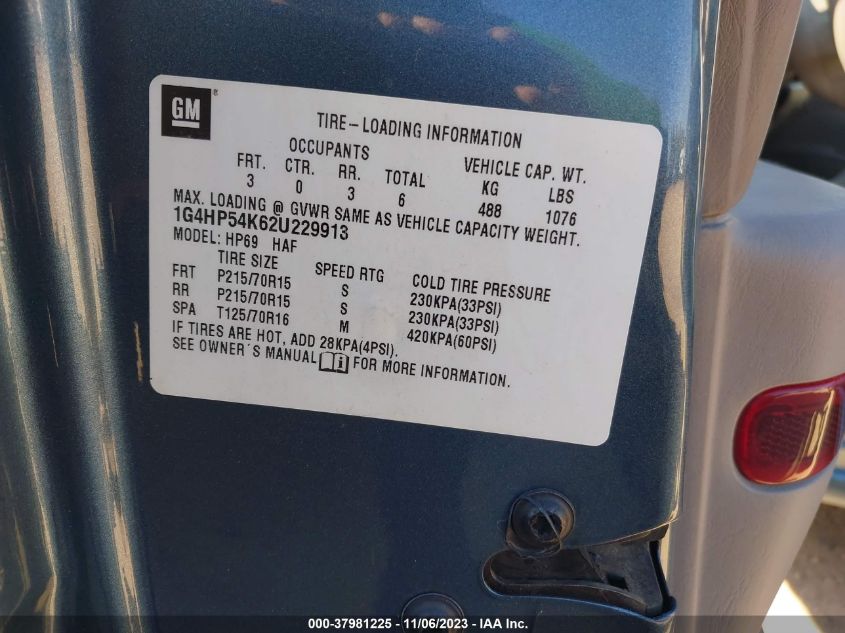 GM®
TIRE-LOADING INFORMATION
OCCUPANTS VEHICLE CAP. WT.
FRT. CTR. RR. TOTAL KG LBS
3 0 3 6 488 1076
MAX. LOADING @ GVWR SAME AS VEHICLE CAPACITY WEIGHT.
1G4HP54K62U229913
MODEL: HP69 HAF
TIRE SIZE SPEED RTG COLD TIRE PRESSURE
FRT P215/70R15 S 230KPA(33PSI)
RR P215/70R15 S 230KPA(33PSI)
SPA T125/70R16 M 420KPA(60PSI)
IF TIRES ARE HOT, ADD 28KPA(4PSI).
SEE OWNER´S MANUAL i FOR MORE INFORMATION.
000-37981225 - 11/06/2023 - IAA Inc.